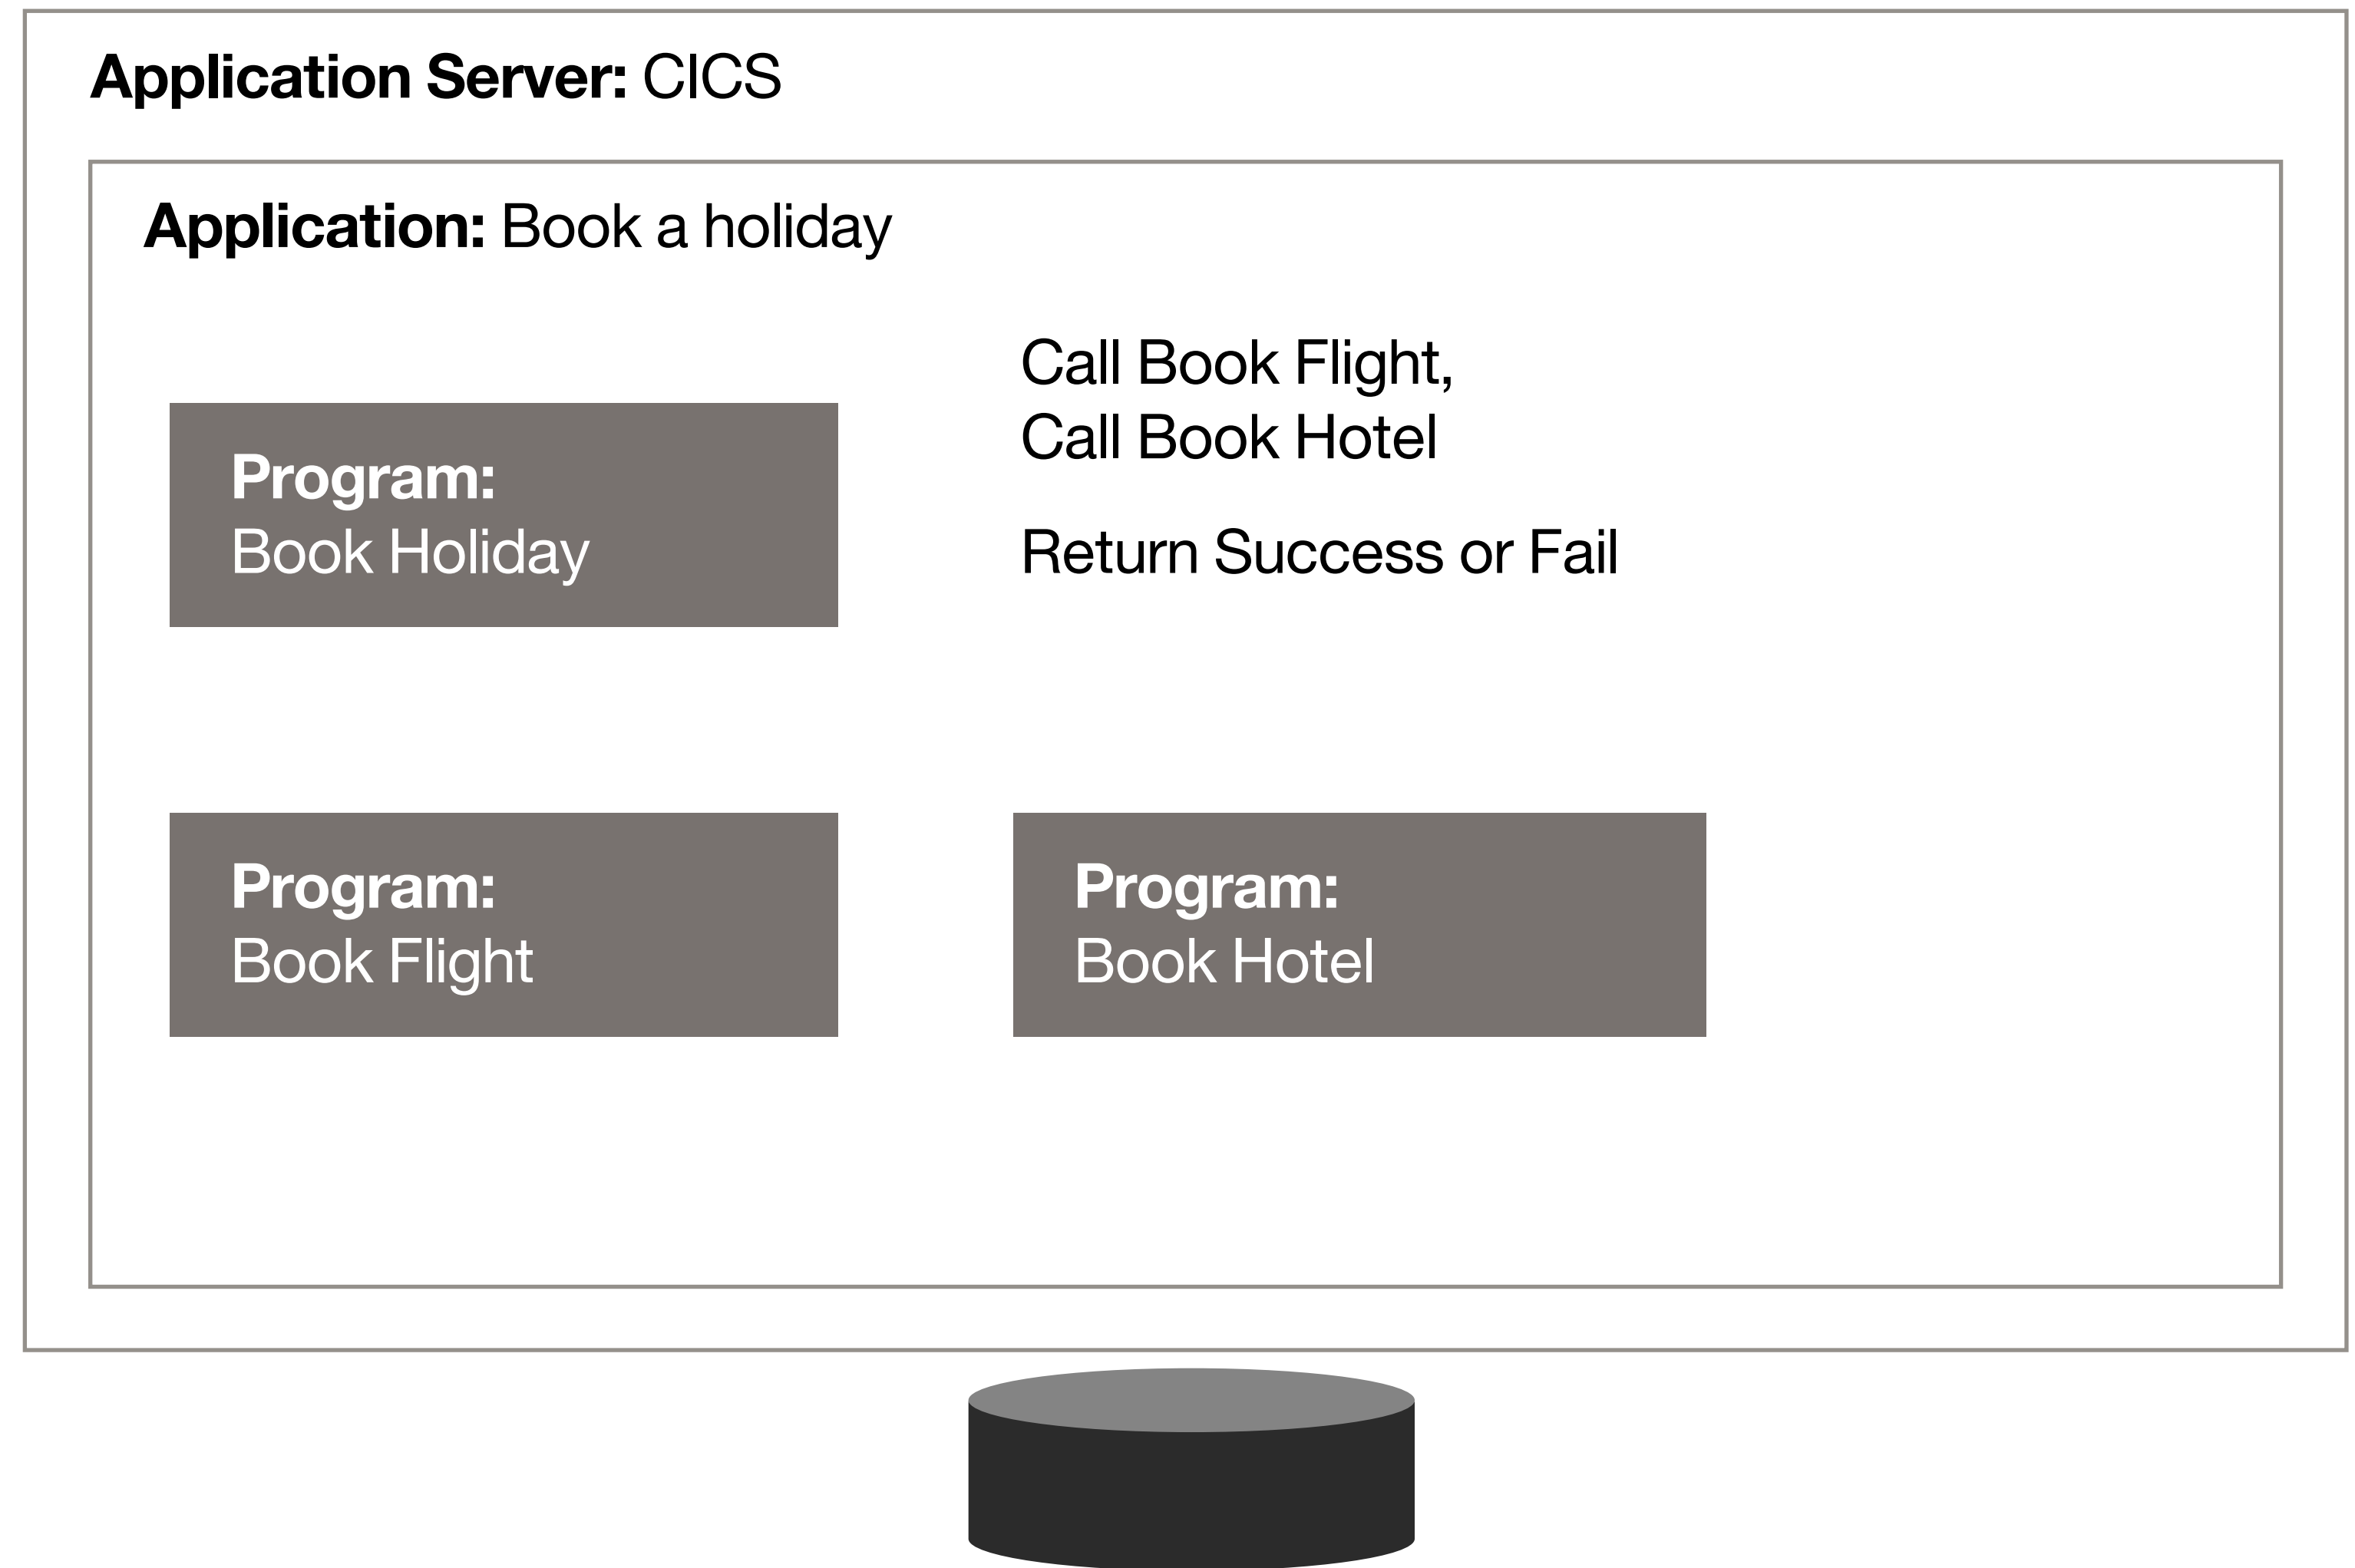 Application Server: CICS
Application: Book a holiday
Call Book Flight,
Call Book Hotel
Return Success or Fail
Program:
Book Holiday
Program:
Book Flight
Program:
Book Hotel